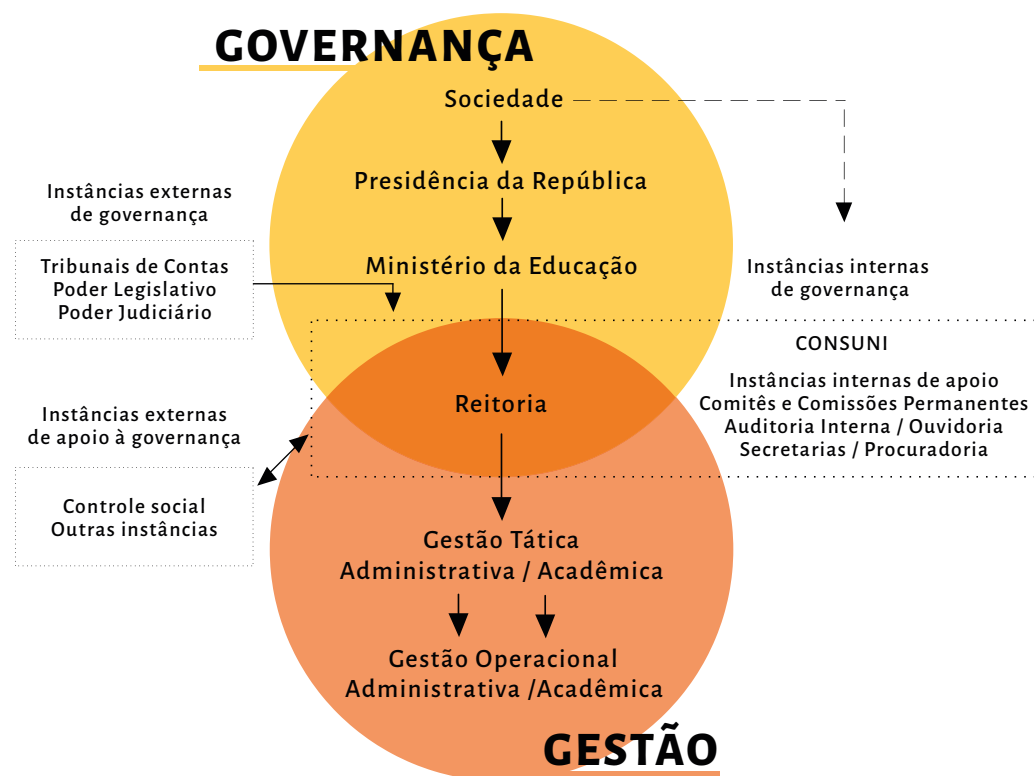 GOVERNANÇA
Sociedade
Presidência da República
Ministério da Educação
Instâncias externas
de governança
Tribunais de Contas
Poder Legislativo
Poder Judiciário
Instâncias internas
de governança
CONSUNI
Instâncias internas de apoio
Comitês e Comissões Permanentes
Auditoria Interna / Ouvidoria
Secretarias / Procuradoria
Reitoria
Instâncias externas
de apoio à governança
Controle social
Outras instâncias
Gestão Tática
Administrativa / Acadêmica
Gestão Operacional
Administrativa /Acadêmica
GESTÃO